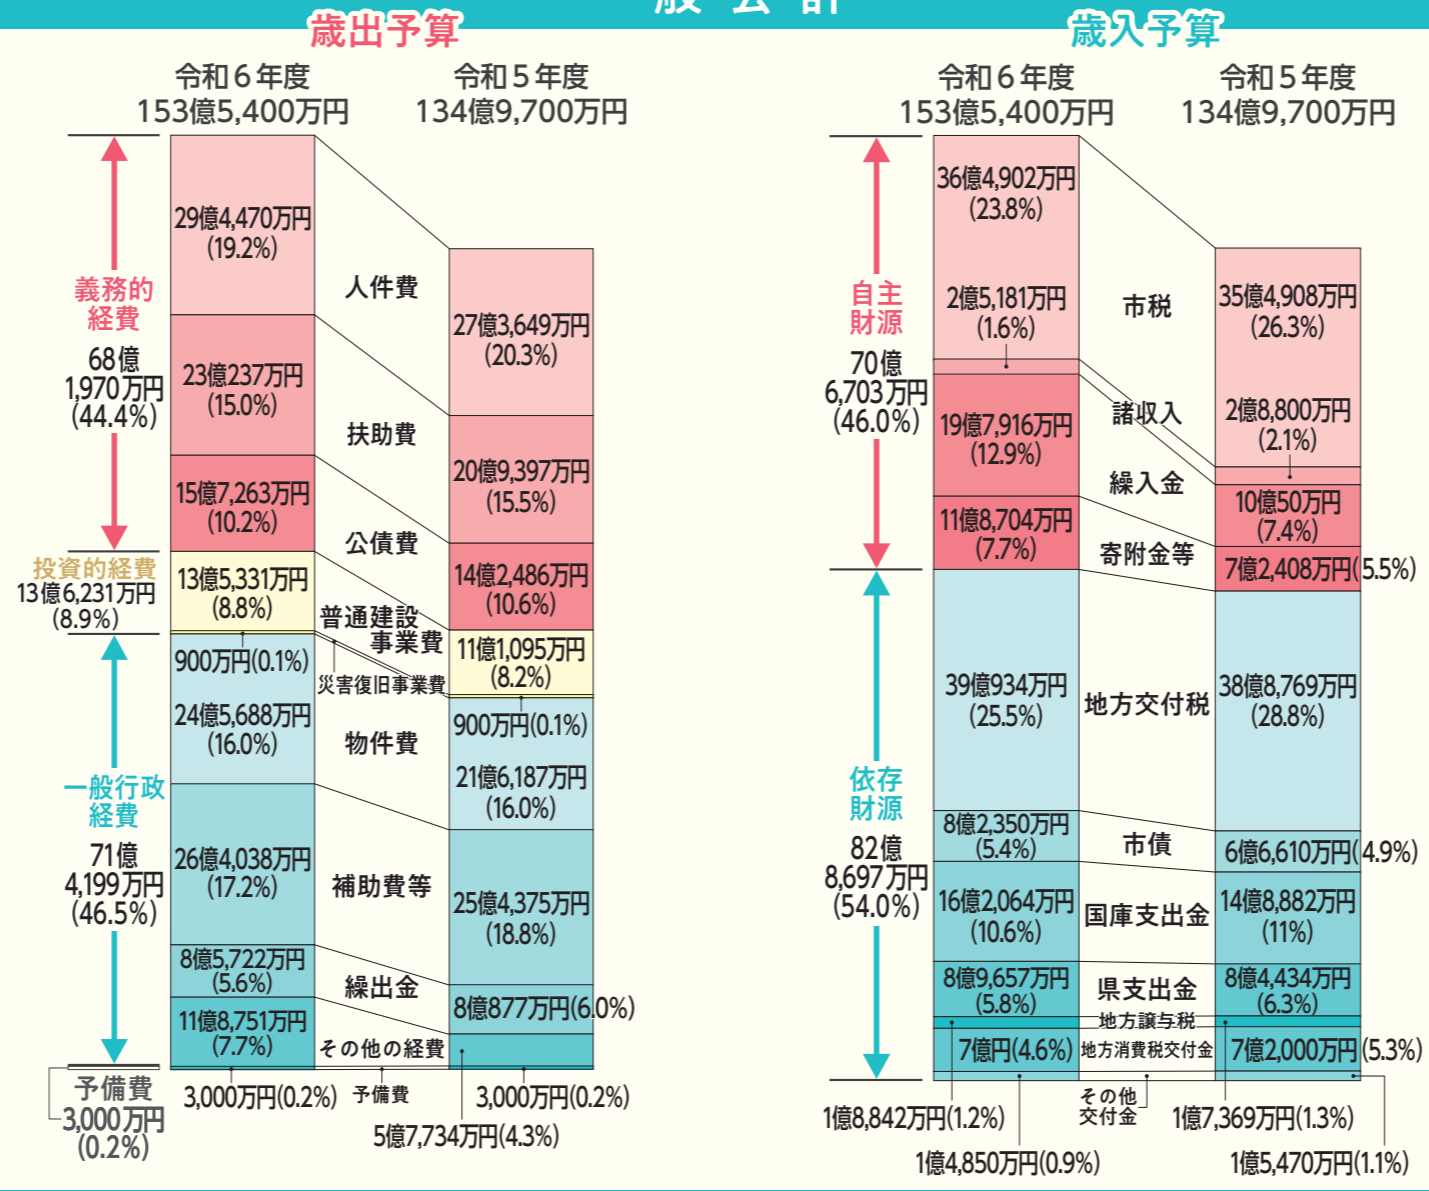 般会計
歳出予算
令和６年度
153億5,400万円
令和５年度
134億9,700万円
義務的
経費
68億
1,970万円
(44.4%)
投資的経費
13億6,231万円
(8.9%)
一般行政
経費
71億
4,199万円
(46.5%)
予備費
3,000万円
(0.2%)
29億4,470万円
(19.2%)
23億237万円
(15.0%)
15億7,263万円
(10.2%)
13億5,331万円
(8.8%)
900万円(0.1%)
24億5,688万円
(16.0%)
26億4,038万円
(17.2%)
8億5,722万円
(5.6%)
11億8,751万円
(7.7%)
3,000万円(0.2%)
人件費
扶助費
公債費
普通建設
事業費
災害復旧事業費
物件費
補助費等
繰出金
その他の経費
予備費
27億3,649万円
(20.3%)
20億9,397万円
(15.5%)
14億2,486万円
(10.6%)
11億1,095万円
(8.2%)
900万円(0.1%)
21億6,187万円
(16.0%)
25億4,375万円
(18.8%)
8億877万円(6.0%)
3,000万円(0.2%)
5億7,734万円(4.3%)
歳入予算
令和６年度
153億5,400万円
令和５年度
134億9,700万円
自主
財源
70億
6,703万円
(46.0%)
依存
財源
82億
8,697万円
(54.0%)
36億4,902万円
(23.8%)
2億5,181万円
(1.6%)
19億7,916万円
(12.9%)
11億8,704万円
(7.7%)
39億934万円
(25.5%)
8億2,350万円
(5.4%)
16億2,064万円
(10.6%)
8億9,657万円
(5.8%)
7億円(4.6%)
1億8,842万円(1.2%)
1億4,850万円(0.9%)
市税
諸収入
繰入金
寄附金等
地方交付税
市債
国庫支出金
県支出金
地方譲与税
地方消費税交付金
その他
交付金
35億4,908万円
(26.3%)
2億8,800万円
(2.1%)
10億50万円
(7.4%)
7億2,408万円(5.5%)
38億8,769万円
(28.8%)
6億6,610万円(4.9%)
14億8,882万円
(11%)
8億4,434万円
(6.3%)
7億2,000万円(5.3%)
1億7,369万円(1.3%)
1億5,470万円(1.1%)